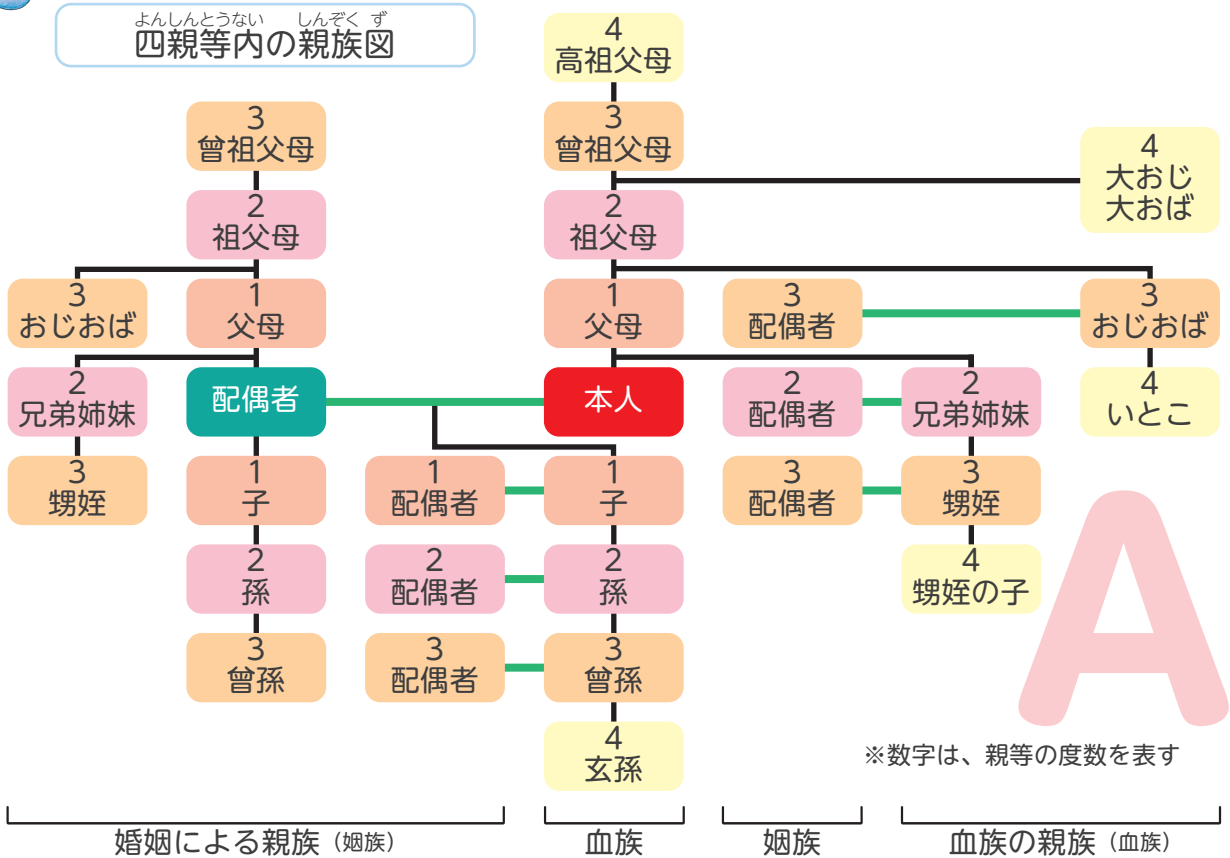 よんしんとうない しんぞく ず
四親等内の親族図
4
高祖父母
3
曾祖父母
3
曾祖父母
4
大おじ
大おば
2
祖父母
2
祖父母
3
おじおば
1
父母
1
父母
3
配偶者
3
おじおば
2
兄弟姉妹
配偶者
本人
2
配偶者
2
兄弟姉妹
4
いとこ
3
甥姪
1
子
1
配偶者
1
子
3
配偶者
3
甥姪
2
孫
2
配偶者
2
孫
4
甥姪の子
3
曾孫
3
配偶者
3
曾孫
4
玄孫
A
※数字は、親等の度数を表す
婚姻による親族（姻族）
血族
姻族
血族の親族（血族）